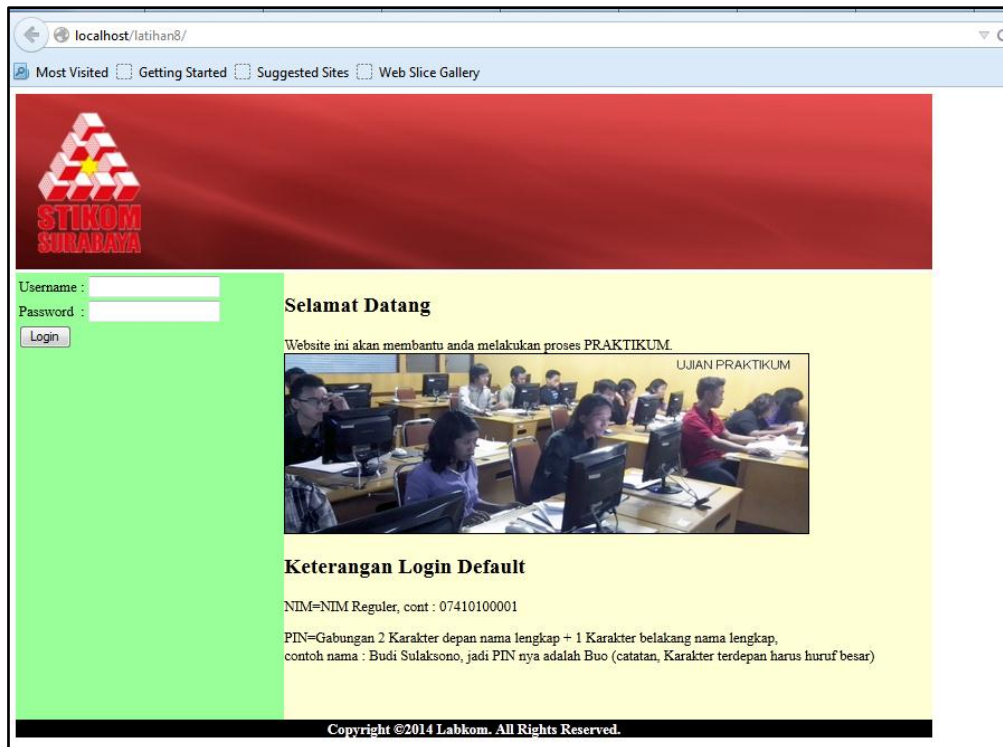 localhost/latihan8/
Most Visited Getting Started Suggested Sites Web Slice Gallery
STIKOM
SURABAYA
Username :
Password :
Login
Selamat Datang
Website ini akan membantu anda melakukan proses PRAKTIKUM.
UJIAN PRAKTIKUM
Keterangan Login Default
NIM=NIM Reguler, cont : 07410100001
PIN=Gabungan 2 Karakter depan nama lengkap + 1 Karakter belakang nama lengkap,
contoh nama : Budi Sulaksono, jadi PIN nya adalah Buo (catatan, Karakter terdepan harus huruf besar)
Copyright ©2014 Labkom. All Rights Reserved.